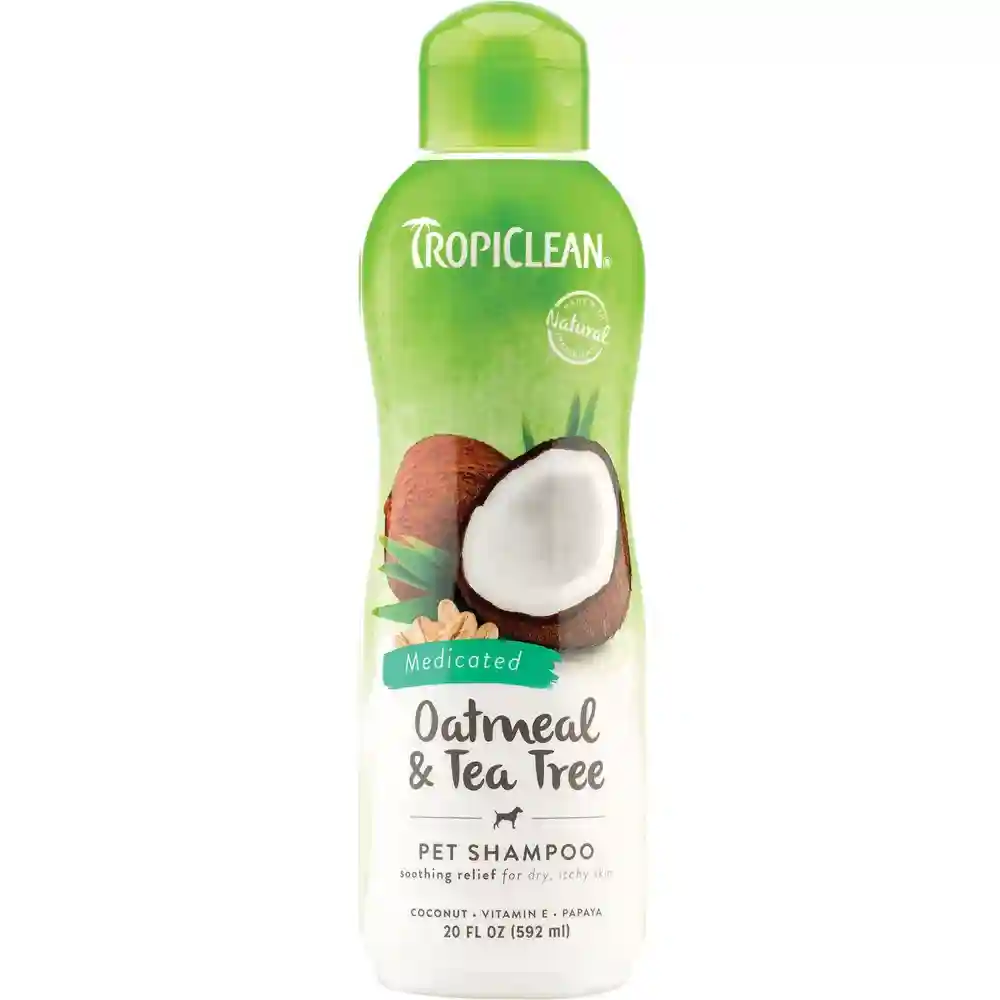 TROPICLEAN®
Natural
Medicated
Oatmeal
& Tea Tree
PET SHAMPOO
soothing relief for dry, itchy skin
COCONUT • VITAMIN E • PAPAYA
20 FL OZ (592 ml)